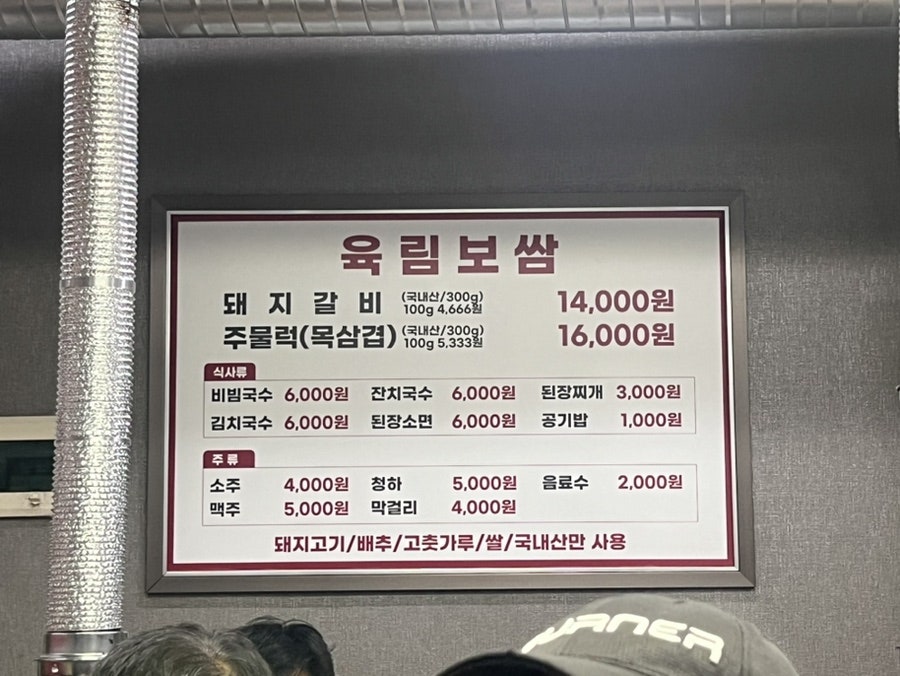 육림보쌈
돼지갈비 (국내산/300g) 100g 4,666원 14,000원
주물럭(목삼겹) (국내산/300g) 100g 5,333원 16,000원
식사류
비빔국수 6,000원 잔치국수 6,000원 된장찌개 3,000원
김치국수 6,000원 된장소면 6,000원 공기밥 1,000원
주류
소주 4,000원 청하 5,000원 음료수 2,000원
맥주 5,000원 막걸리 4,000원
돼지고기/배추/고춧가루/쌀/국내산만 사용